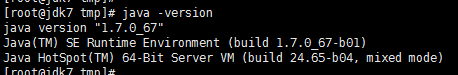 [root@jdk7 tmp]# java -version
java version "1.7.0_67"
Java(TM) SE Runtime Environment (build 1.7.0_67-b01)
Java HotSpot(TM) 64-Bit Server VM (build 24.65-b04, mixed mode)
[root@jdk7 tmp]#